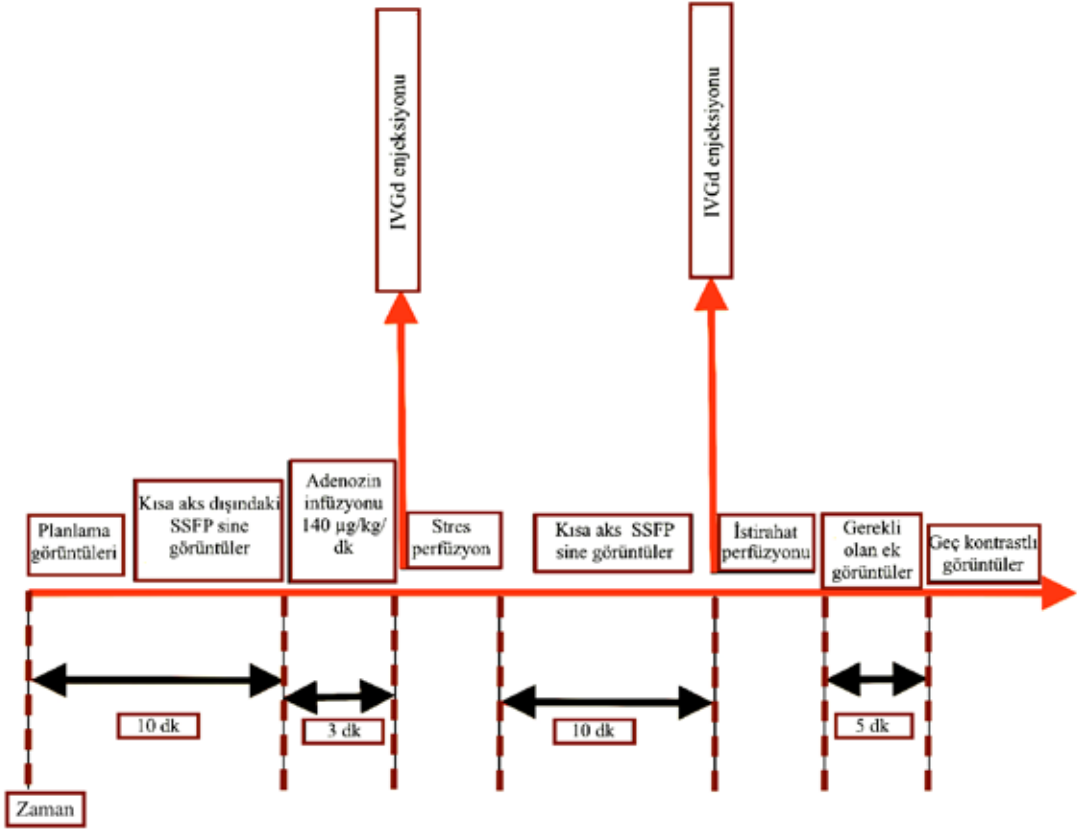 IVGd enjeksiyonu
IVGd enjeksiyonu
Planlama
görüntüleri
Kısa aks dışındaki
SSFP sine
görüntüler
Adenozin
infüzyonu
140 µg/kg/
dk
Stres
perfüzyon
Kısa aks SSFP
sine görüntüler
İstirahat
perfüzyonu
Gerekli
olan ek
görüntüler
Geç kontrastlı
görüntüler
10 dk
3 dk
10 dk
5 dk
Zaman